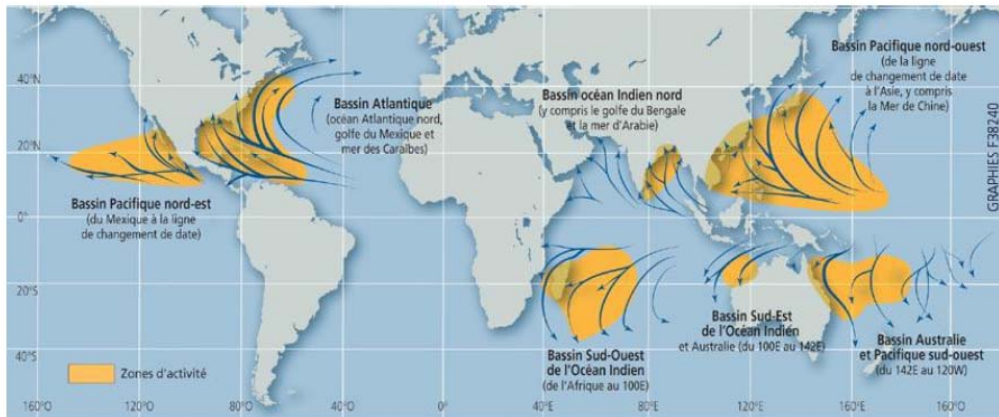 40°N
20°N
0°
20°S
40°S
Bassin Pacifique nord-est
(du Mexique à la ligne
de changement de date)
Bassin Atlantique
(océan Atlantique nord,
golfe du Mexique et
mer des Caraïbes)
Bassin océan Indien nord
(y compris le golfe du Bengale
et la mer d'Arabie)
Bassin Pacifique nord-ouest
(de la ligne
de changement de date
à l'Asie, y compris
la Mer de Chine)
GRAPHIES F38240
Bassin Sud-Ouest
de l'Océan Indien
(de l'Afrique au 100E)
Bassin Sud-Est
de l'Océan Indien
et Australie (du 100E au 142E)
Bassin Australie
et Pacifique sud-ouest
(du 142E au 120W)
Zones d'activité
160°O
120°O
80°O
40°O
0°
40°E
80°E
120°E
160°E
160°O